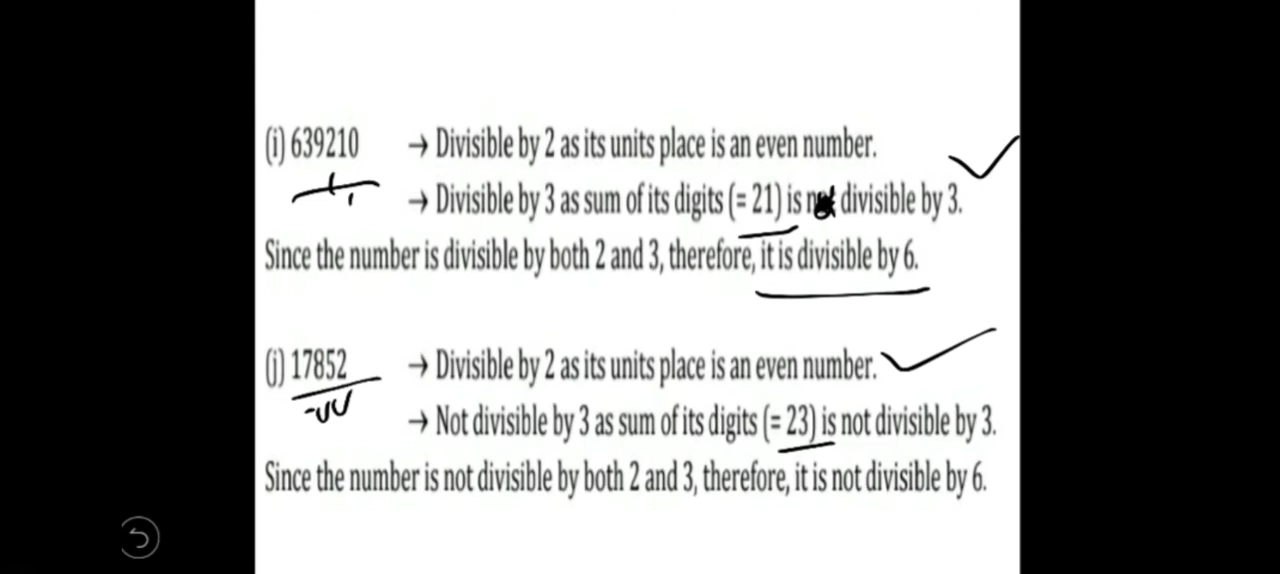 (i) 639210 → Divisible by 2 as its units place is an even number.
→ Divisible by 3 as sum of its digits (= 21) is divisible by 3.
Since the number is divisible by both 2 and 3, therefore, it is divisible by 6.
(j) 17852 → Divisible by 2 as its units place is an even number.
→ Not divisible by 3 as sum of its digits (= 23) is not divisible by 3.
Since the number is not divisible by both 2 and 3, therefore, it is not divisible by 6.